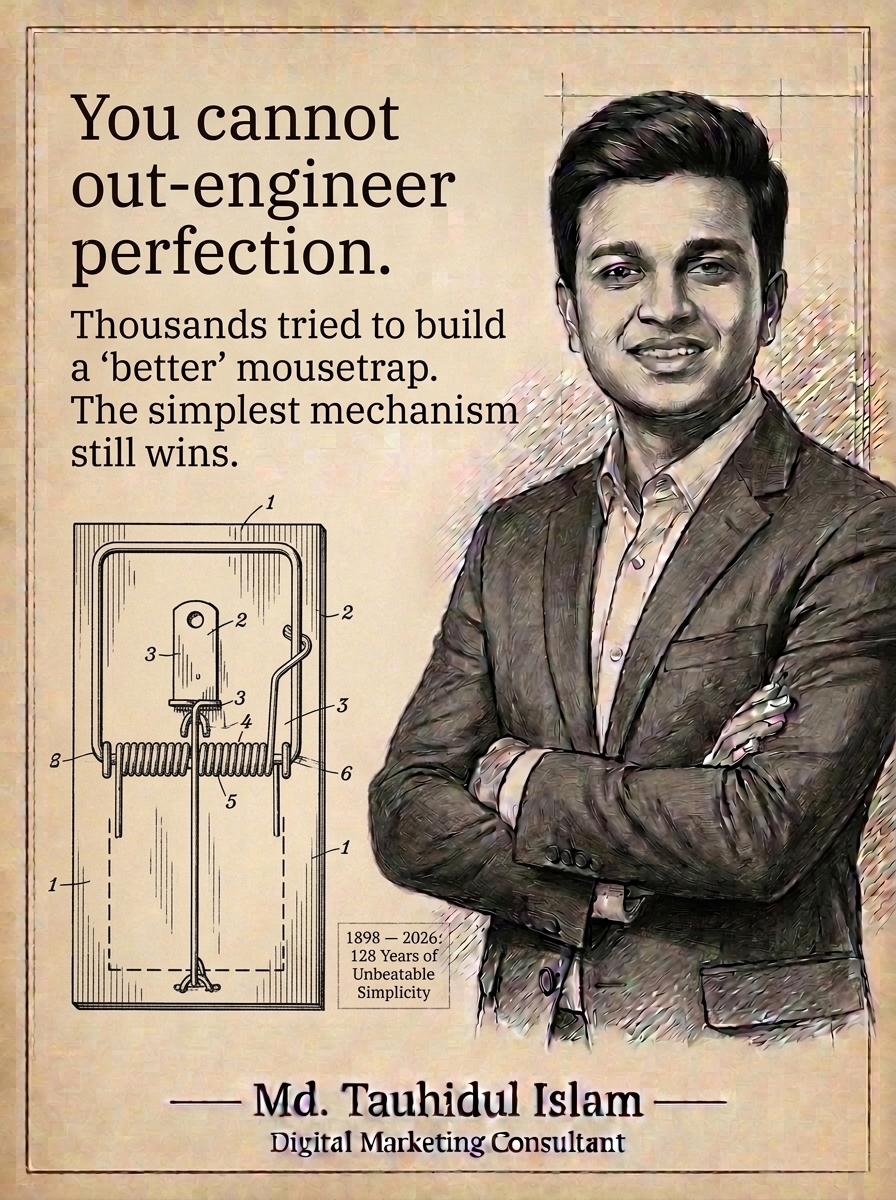 You cannot
out-engineer
perfection.
Thousands tried to build
a ‘better’ mousetrap.
The simplest mechanism
still wins.
1
2
2
3
3
3
4
8
6
5
1
1
1898 — 2026:
128 Years of
Unbeatable
Simplicity
Md. Tauhidul Islam
Digital Marketing Consultant